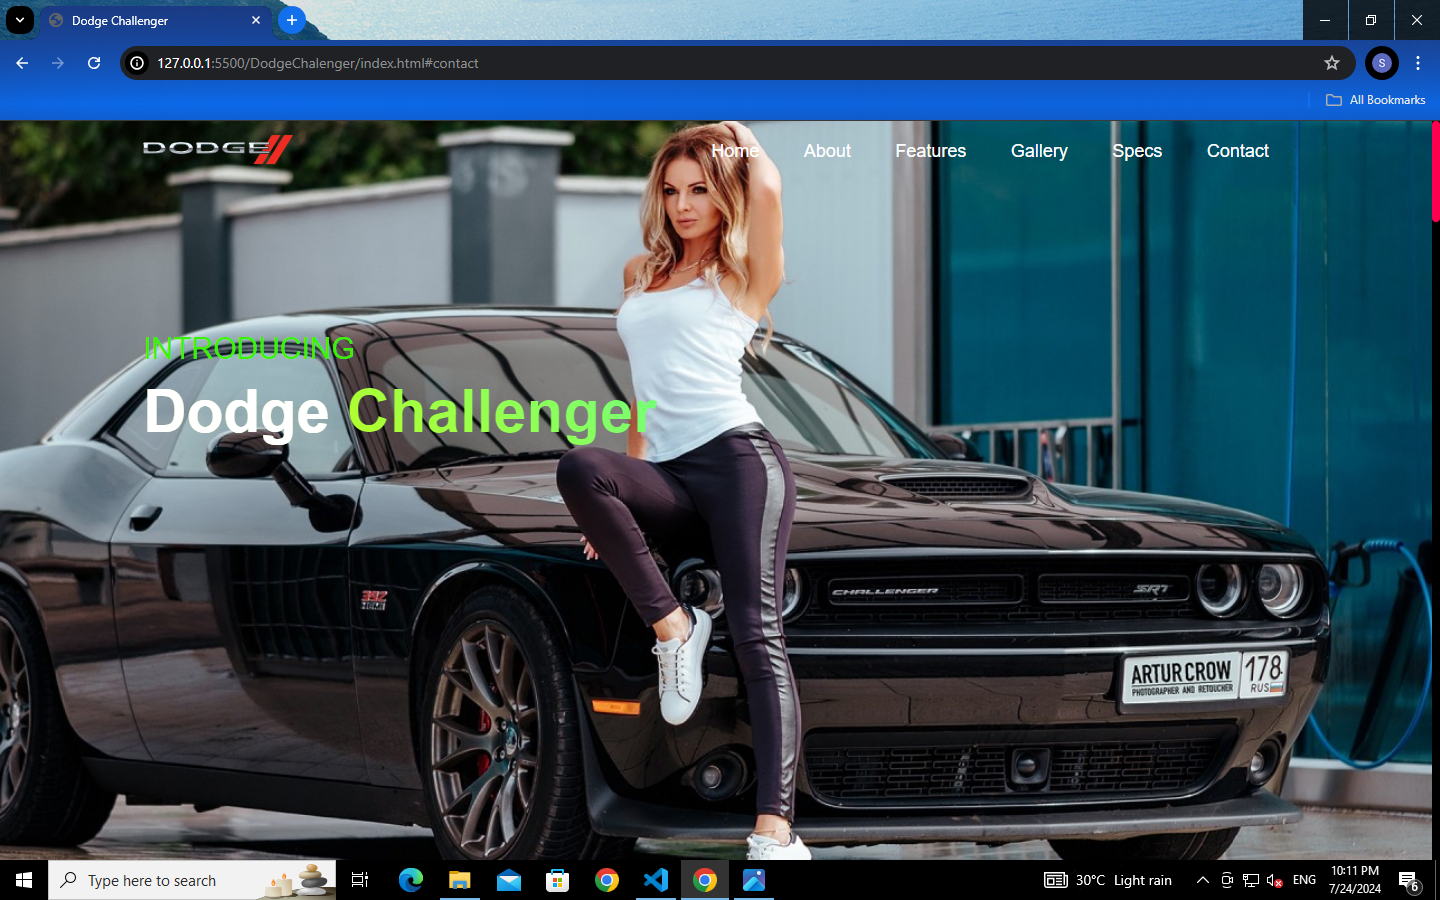 Dodge Challenger
127.0.0.1:5500/DodgeChalenger/index.html#contact
S
All Bookmarks
DODGE
Home About Features Gallery Specs Contact
INTRODUCING
Dodge Challenger
392
CHALLENGER SRT
ARTUR CROW 178
PHOTOGRAPHER AND RETOUCHER RUS
Type here to search
30°C Light rain
ENG
10:11 PM
7/24/2024
6